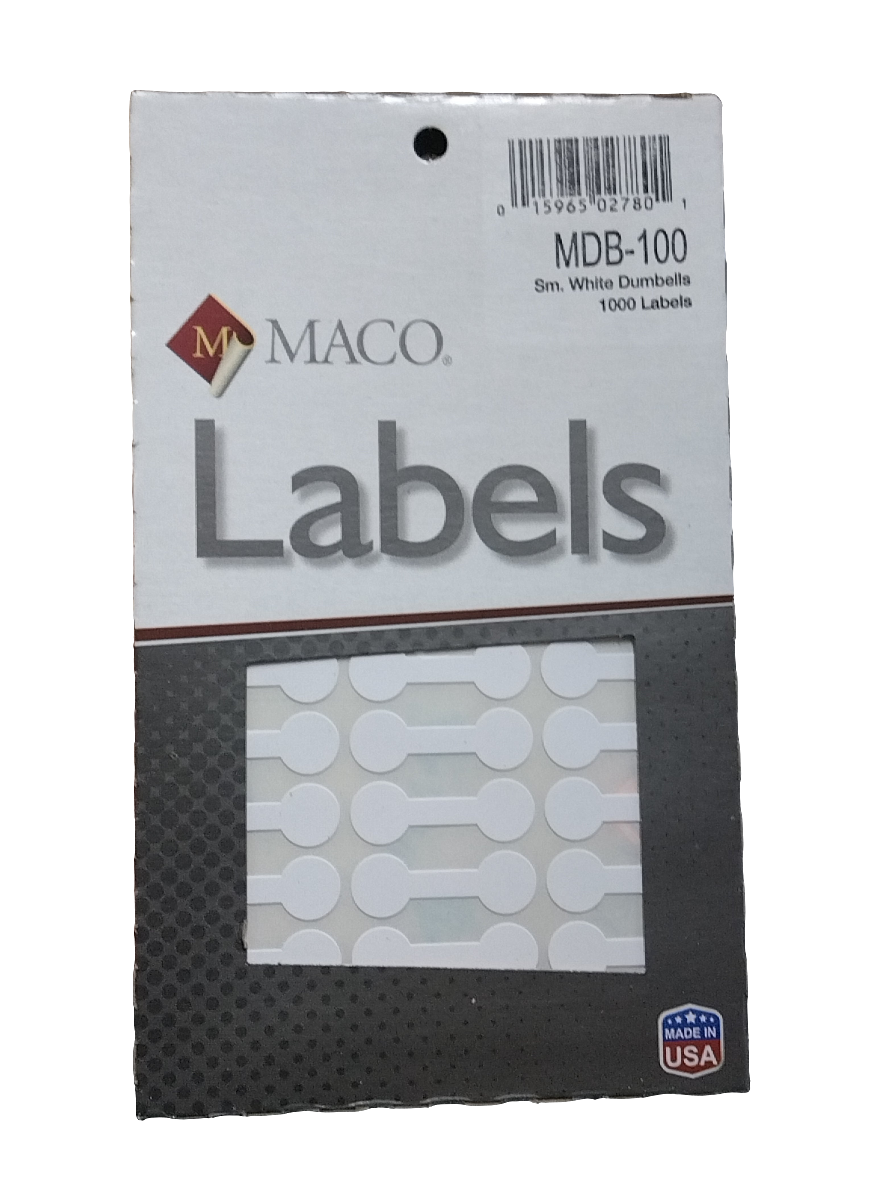 0 15965 02780 1
MDB-100
Sm. White Dumbells
1000 Labels
M MACO®
Labels
MADE IN
USA